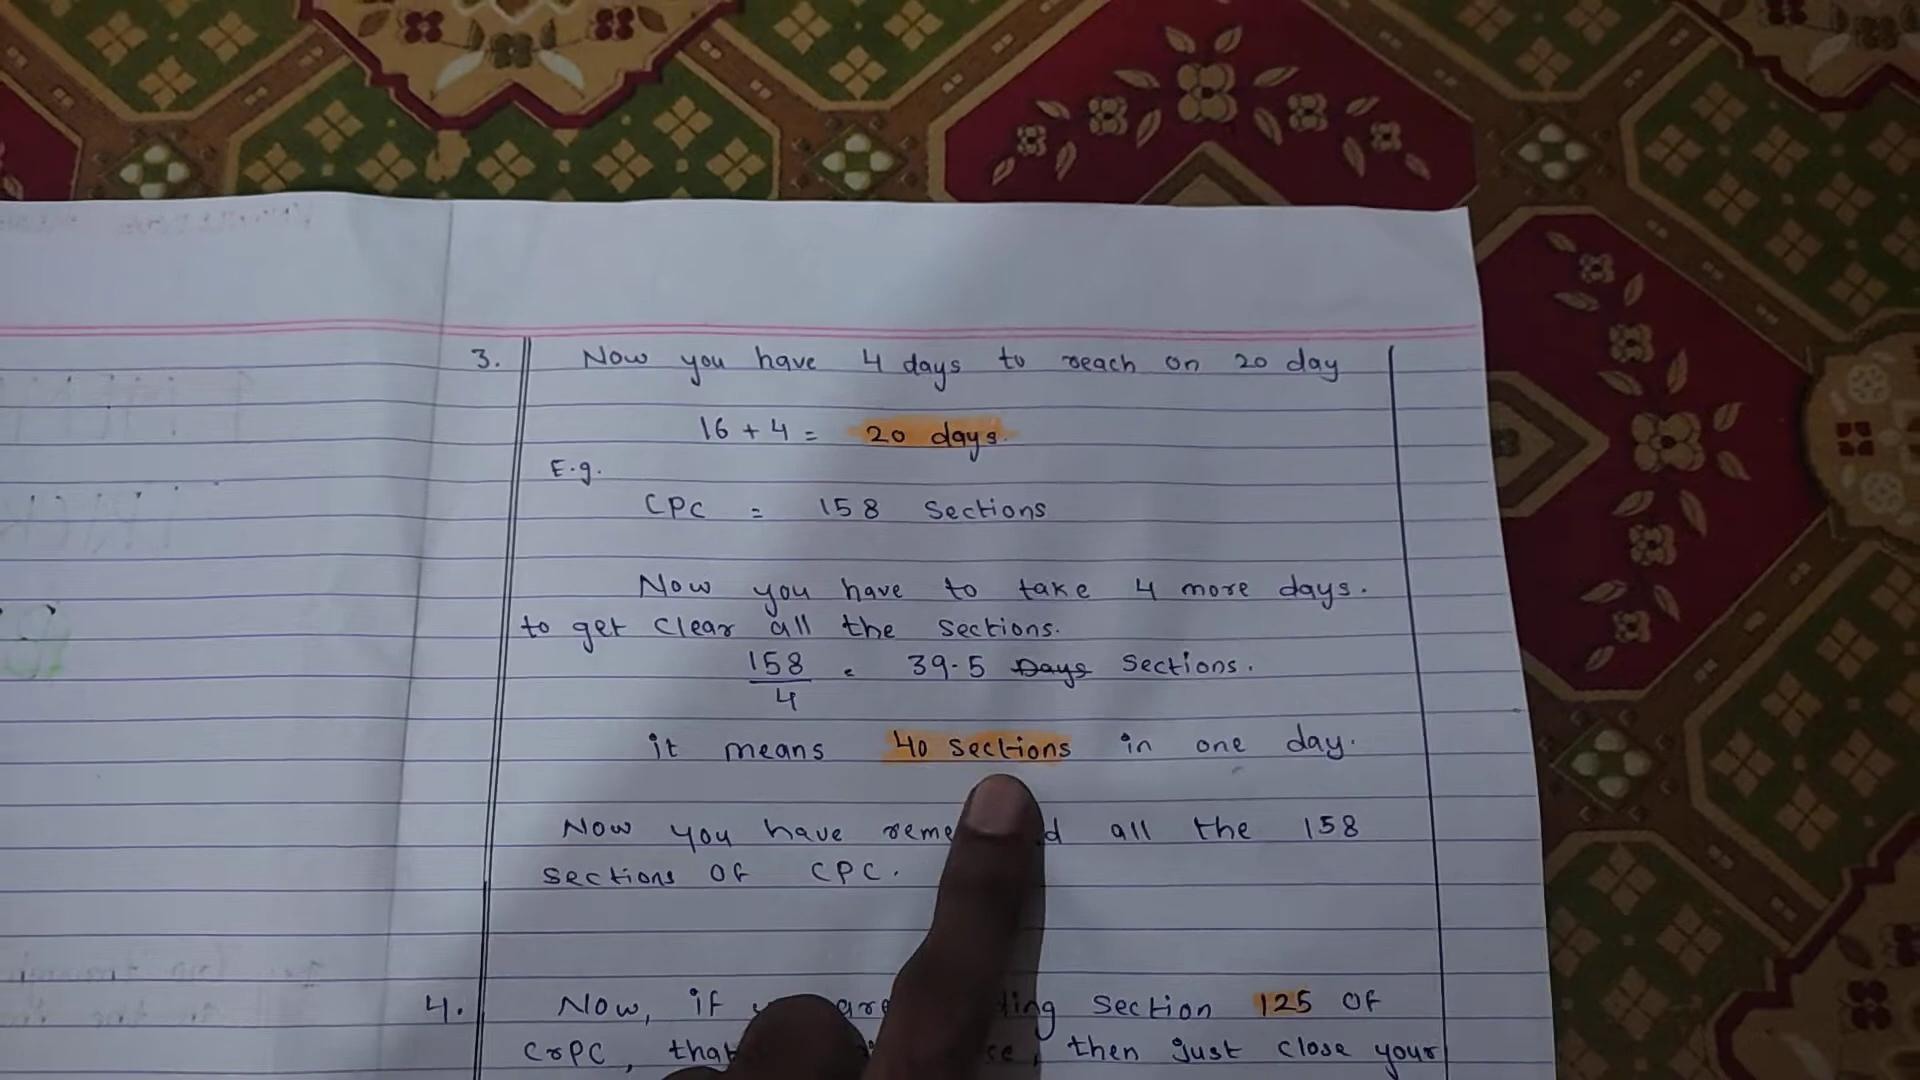 3. Now you have 4 days to reach on 20 day
16 + 4 = 20 days.
E.g.
CPC = 158 Sections
Now you have to take 4 more days.
to get clear all the sections.
158/4 = 39.5 Days Sections.
it means 40 sections in one day.
Now you have all the 158
sections of CPC.
4. Now, if section 125 of
CrPC, then just close your